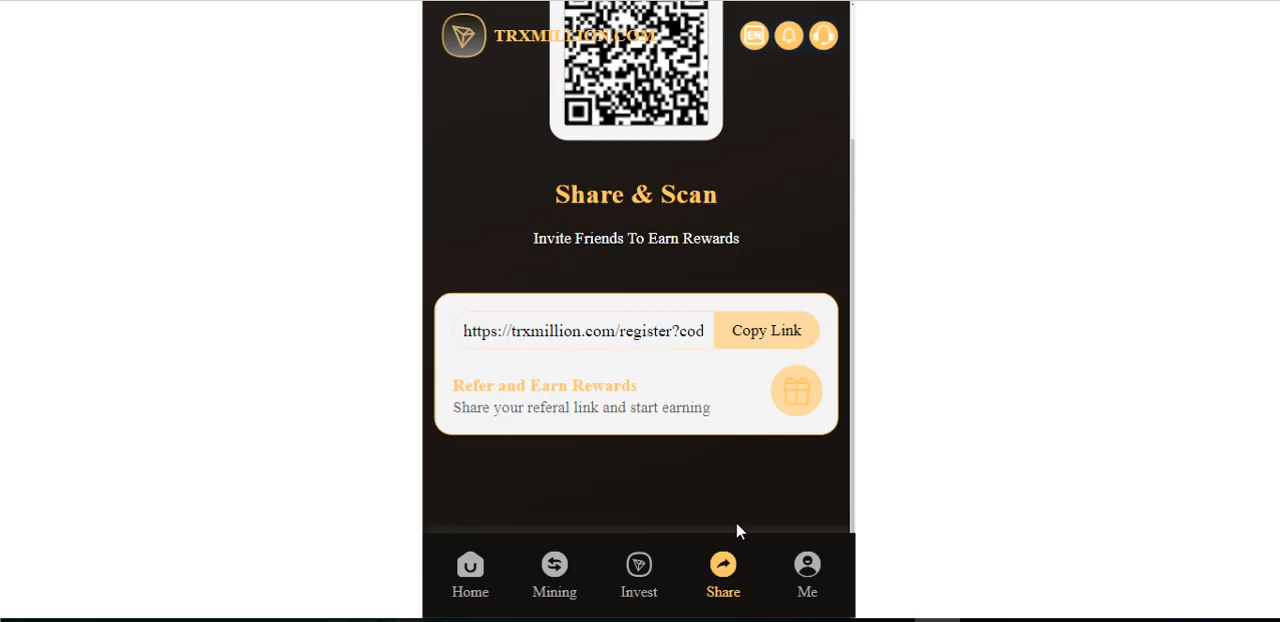 TRXMILLION.COM
EN
Share & Scan
Invite Friends To Earn Rewards
https://trxmillion.com/register?cod
Copy Link
Refer and Earn Rewards
Share your referal link and start earning
Home
Mining
Invest
Share
Me